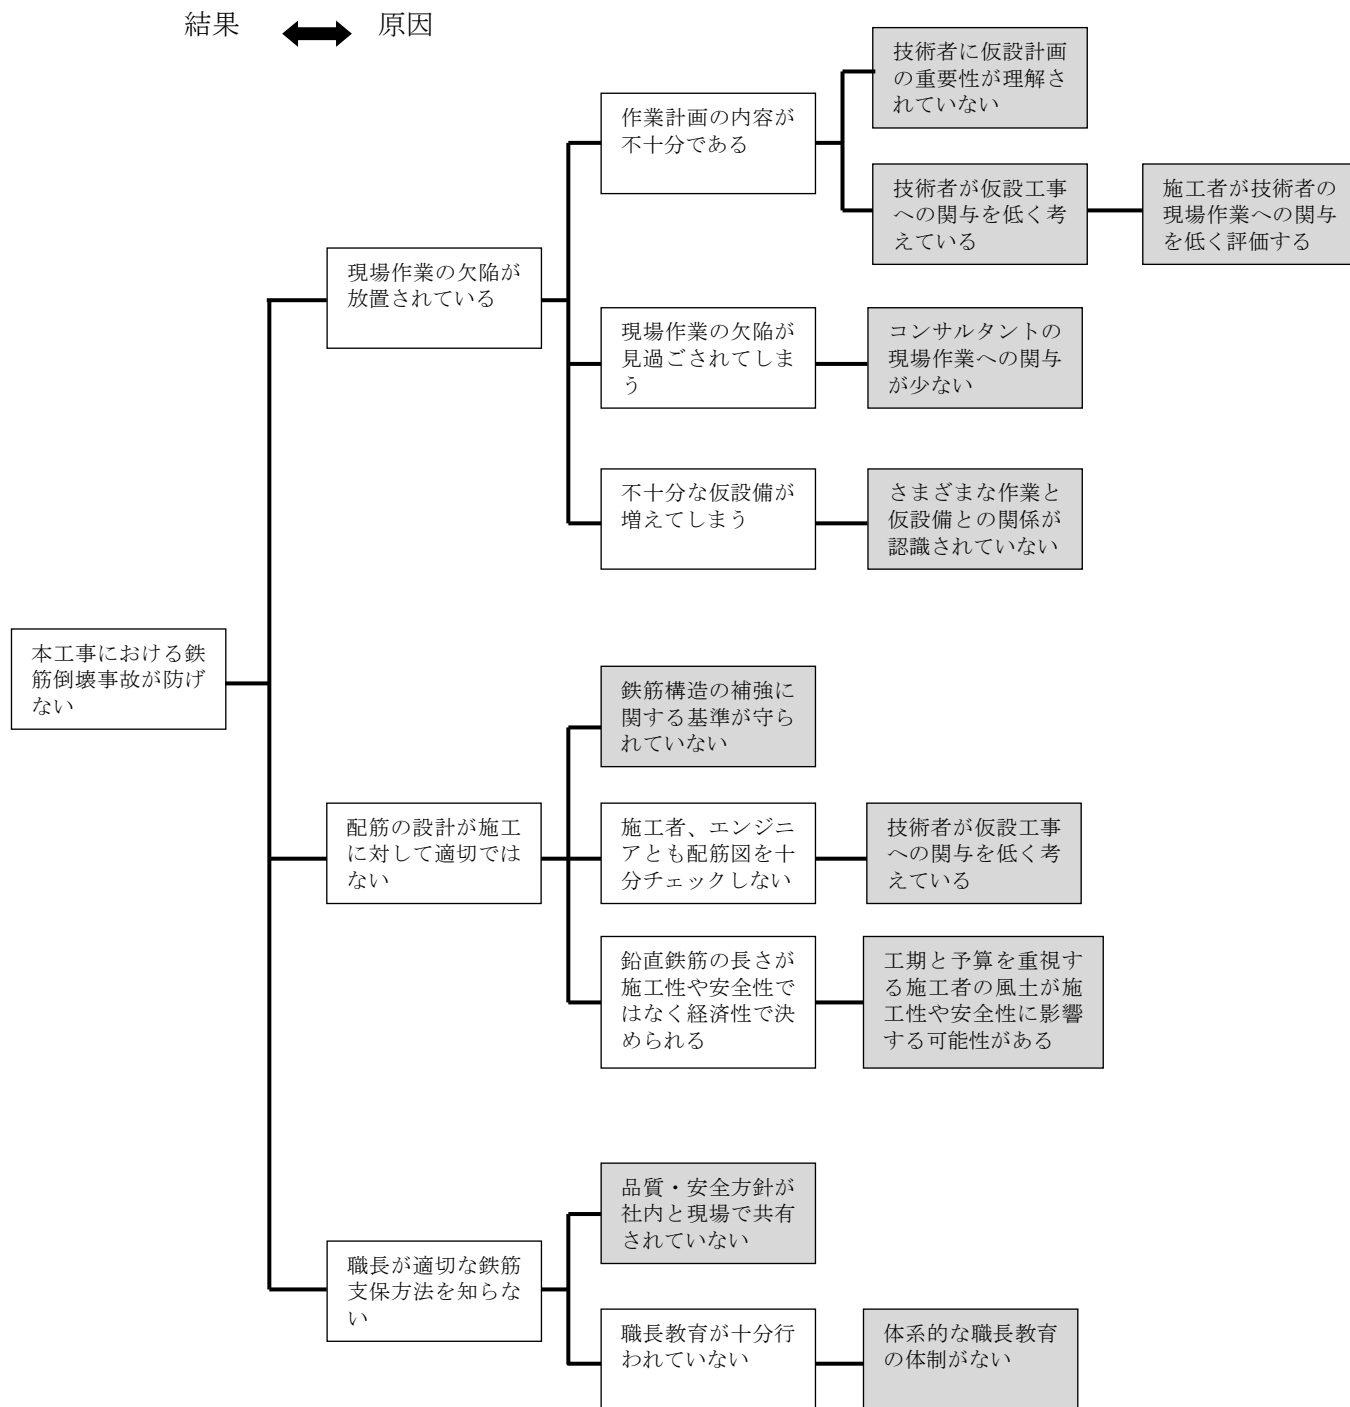 結果 原因
技術者に仮設計画
の重要性が理解さ
れていない
作業計画の内容が
不十分である
技術者が仮設工事
への関与を低く考
えている
施工者が技術者の
現場作業への関与
を低く評価する
現場作業の欠陥が
放置されている
現場作業の欠陥が
見過ごされてしま
う
コンサルタントの
現場作業への関与
が少ない
不十分な仮設備が
増えてしまう
さまざまな作業と
仮設備との関係が
認識されていない
本工事における鉄
筋倒壊事故が防げ
ない
鉄筋構造の補強に
関する基準が守ら
れていない
配筋の設計が施工
に対して適切では
ない
施工者、エンジニ
アとも配筋図を十
分チェックしない
技術者が仮設工事
への関与を低く考
えている
鉛直鉄筋の長さが
施工性や安全性で
はなく経済性で決
められる
工期と予算を重視す
る施工者の風土が施
工性や安全性に影響
する可能性がある
品質・安全方針が
社内と現場で共有
されていない
職長が適切な鉄筋
支保方法を知らな
い
職長教育が十分行
われていない
体系的な職長教育
の体制がない